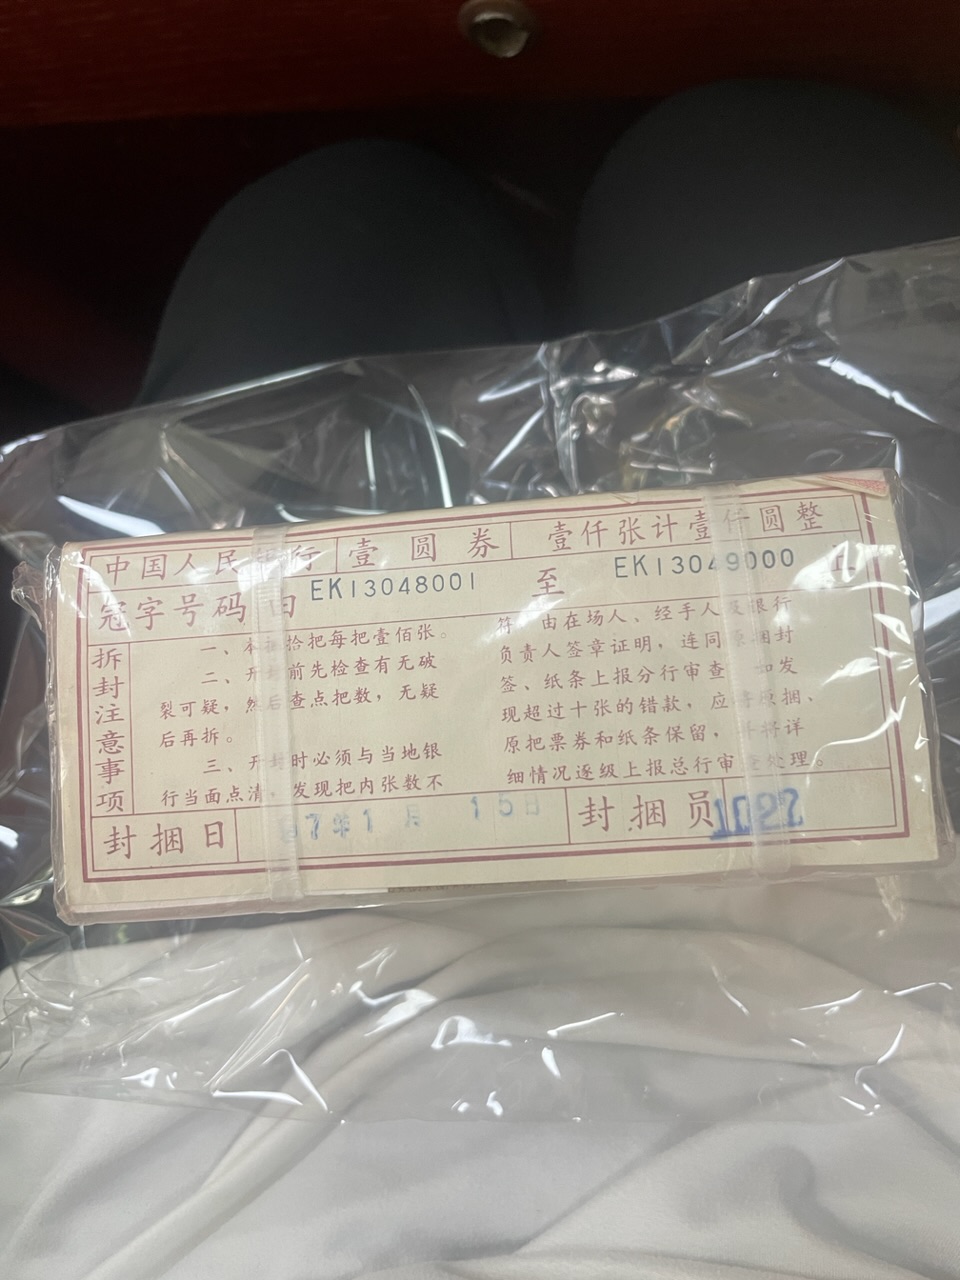 中国人民银行 壹圆券 壹仟张计壹仟圆整
冠字号码 由 EK13048001 至 EK13049000 止
拆封注意事项
一、本捆拾把每把壹佰张。
二、开封前先检查有无破
裂可疑，然后查点把数，无疑
后再拆。
三、开封时必须与当地银
行当面点清，发现把内张数不
符，由在场人、经手人及银行
负责人签章证明，连同原捆封
签、纸条上报分行审查，如发
现超过十张的错款，应将原捆、
原把票券和纸条保留，并将详
细情况逐级上报总行审查处理。
封捆日 97年1月15日 封捆员 1027